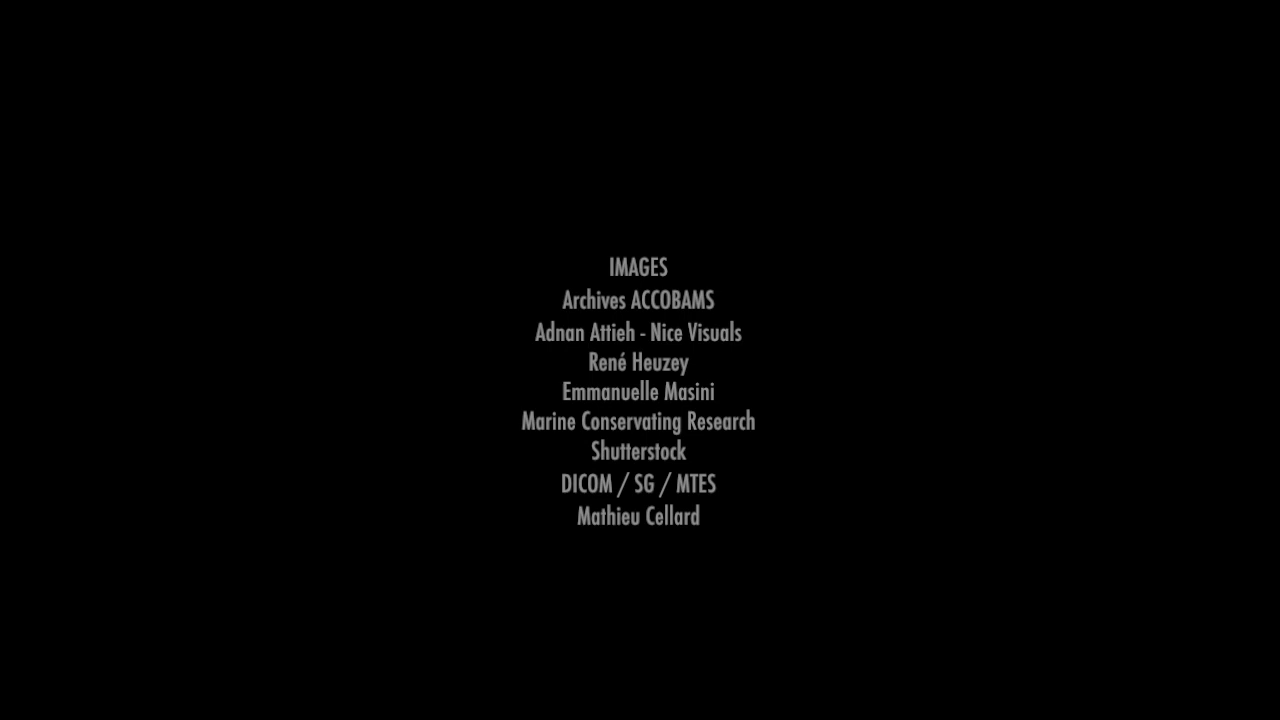 IMAGES
Archives ACCOBAMS
Adnan Attieh - Nice Visuals
René Heuzey
Emmanuelle Masini
Marine Conservating Research
Shutterstock
DICOM / SG / MTES
Mathieu Cellard